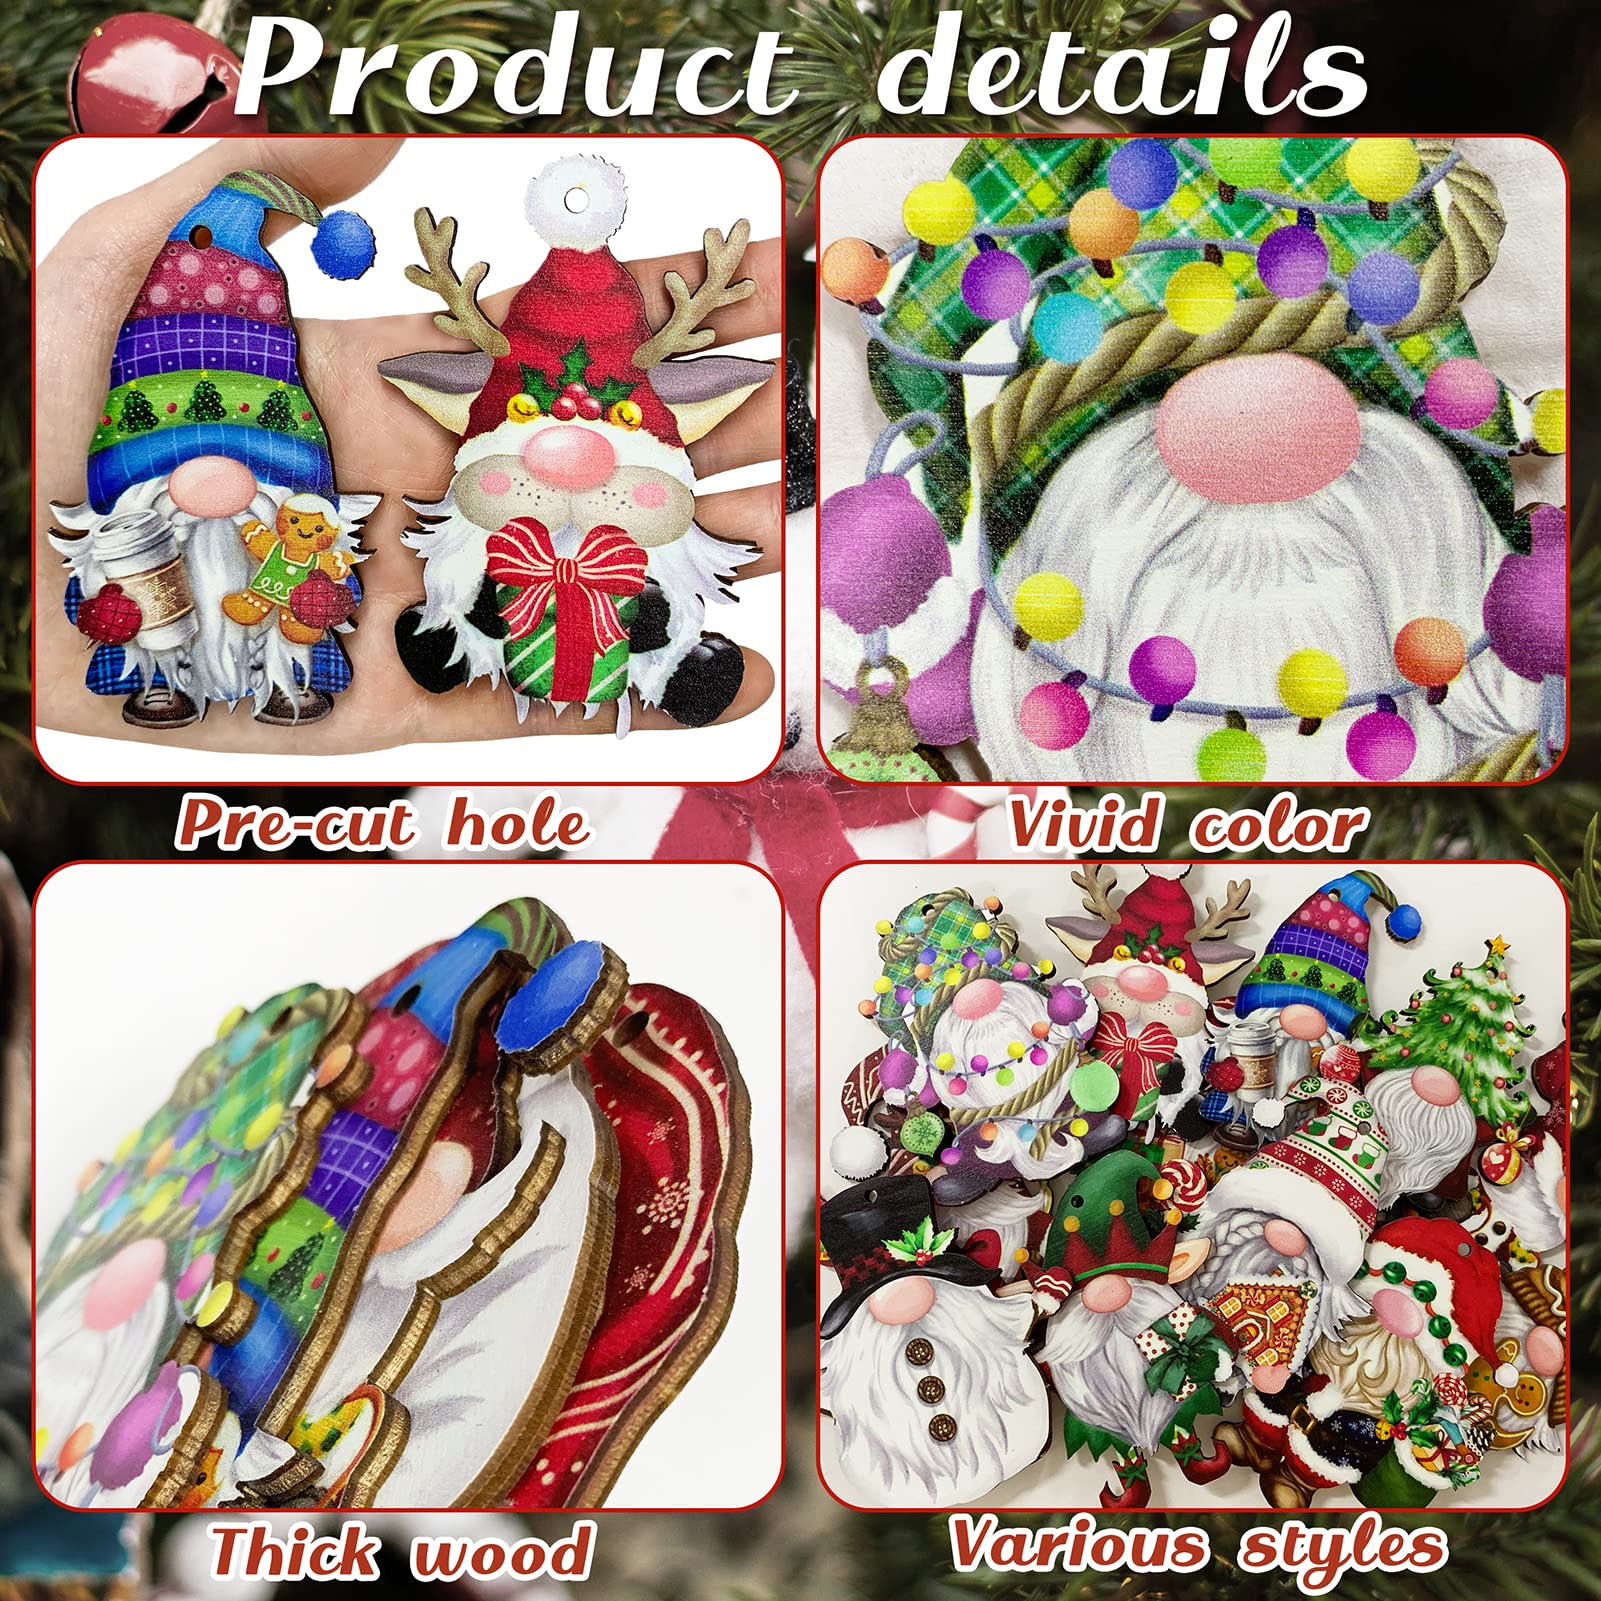 Product details
Pre-cut hole
Vivid color
Thick wood
Various styles